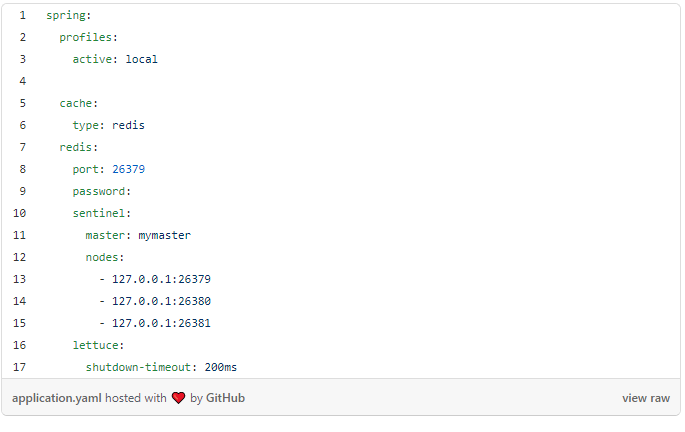 1 spring:
2   profiles:
3     active: local
4
5   cache:
6     type: redis
7   redis:
8     port: 26379
9     password:
10     sentinel:
11       master: mymaster
12       nodes:
13         - 127.0.0.1:26379
14         - 127.0.0.1:26380
15         - 127.0.0.1:26381
16     lettuce:
17       shutdown-timeout: 200ms
application.yaml hosted with ❤ by GitHub view raw